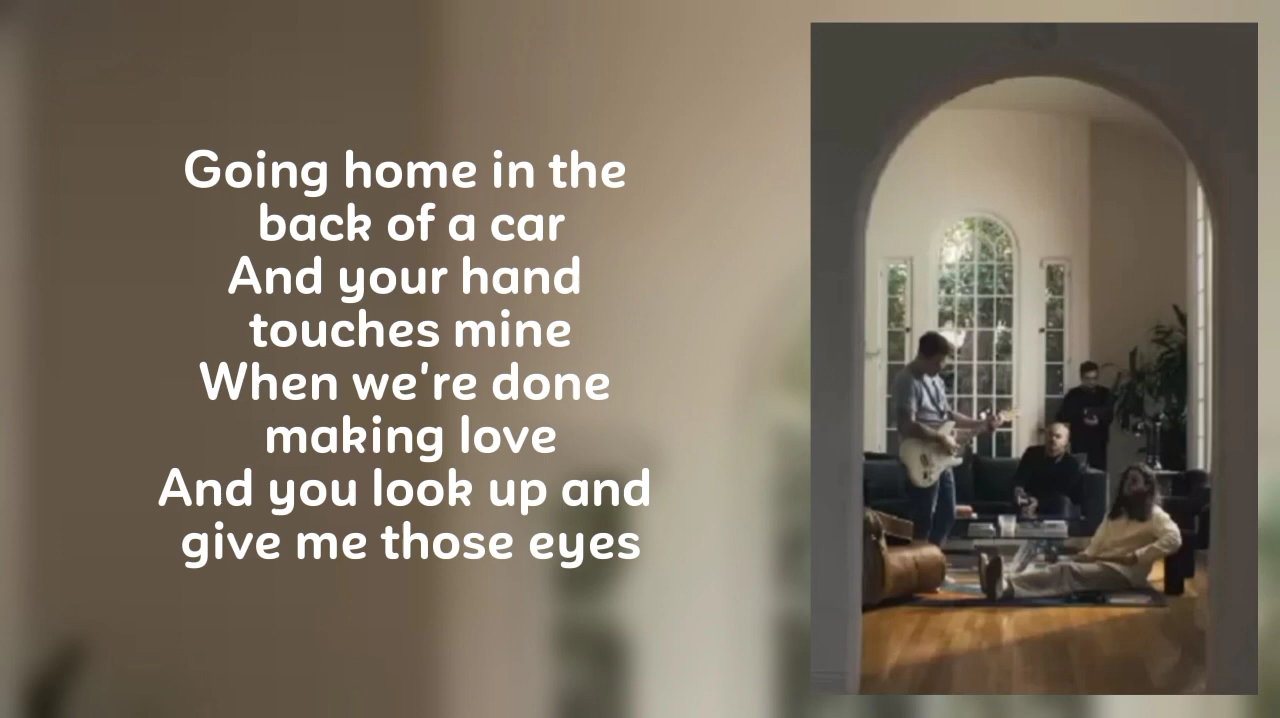 Going home in the
back of a car
And your hand
touches mine
When we're done
making love
And you look up and
give me those eyes